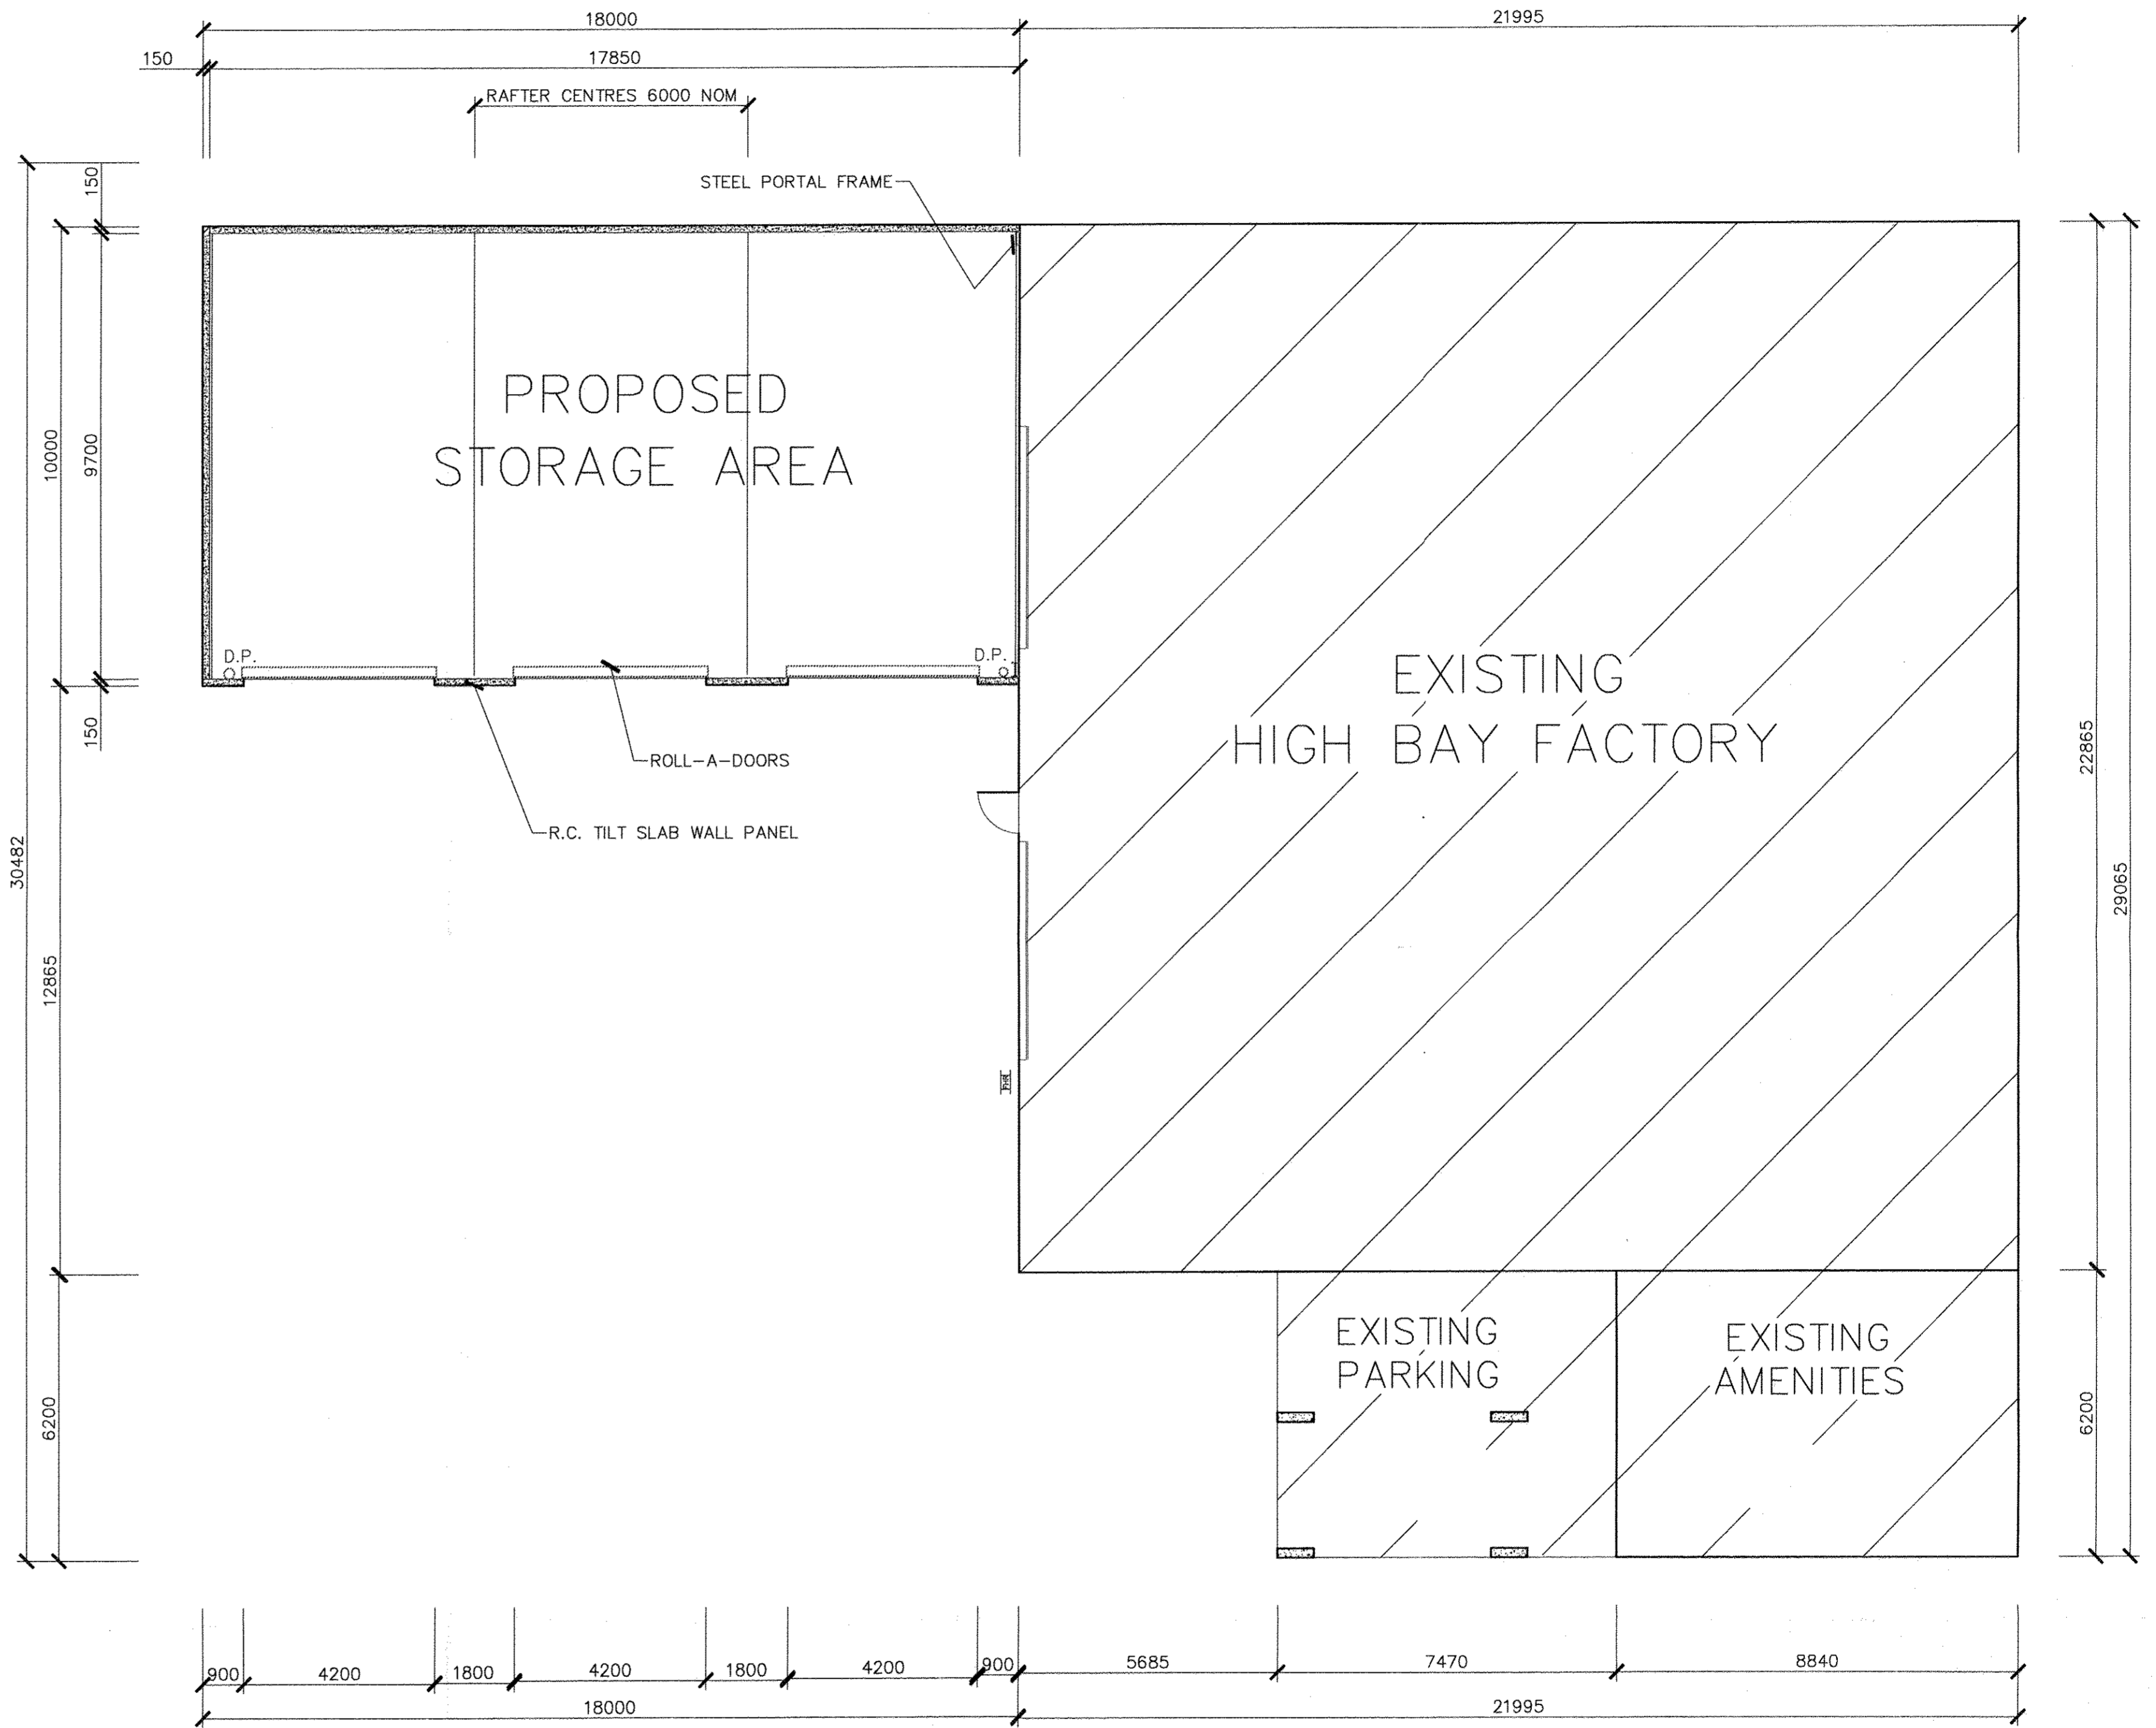 18000
21995
150
17850
RAFTER CENTRES 6000 NOM
150
STEEL PORTAL FRAME
PROPOSED
STORAGE AREA
10000
9700
D.P.
D.P.
150
ROLL-A-DOORS
R.C. TILT SLAB WALL PANEL
EXISTING
HIGH BAY FACTORY
22865
29065
30482
12865
FHR
EXISTING
PARKING
EXISTING
AMENITIES
6200
6200
900
4200
1800
4200
1800
4200
900
5685
7470
8840
18000
21995